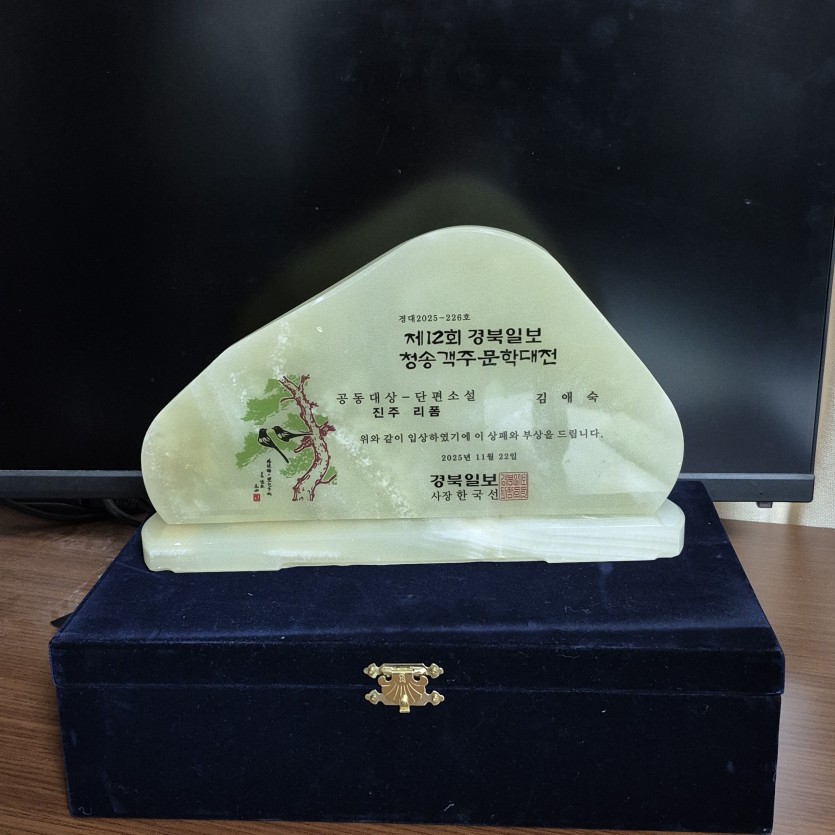 경대2025-226호
제12회 경북일보
청송객주문학대전
공동대상-단편소설 김 애 숙
진주 리폼
위와 같이 입상하였기에 이 상패와 부상을 드립니다.
2025년 11월 22일
경북일보
사장 한국선